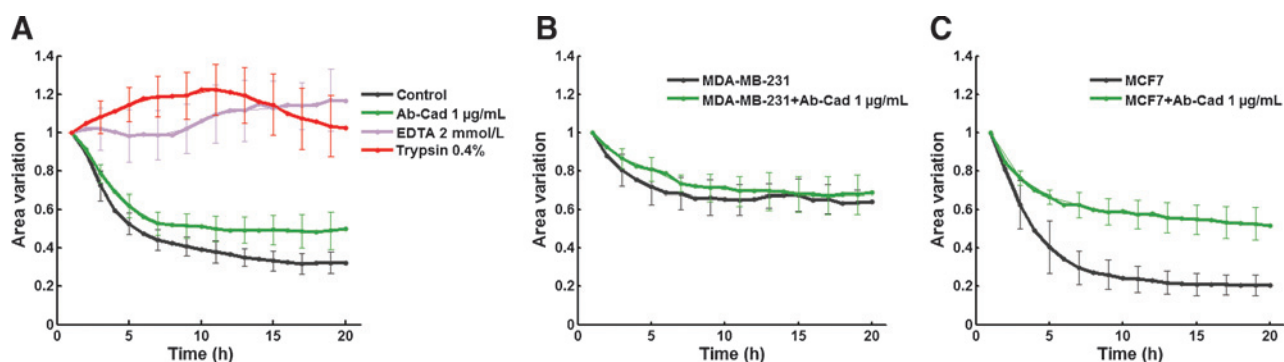 A
1.4
1.2
1
0.8
0.6
0.4
0.2
0
Area variation
5
10
15
20
Time (h)
Control
Ab-Cad 1 µg/mL
EDTA 2 mmol/L
Trypsin 0.4%
B
1.4
1.2
1
0.8
0.6
0.4
0.2
0
Area variation
5
10
15
20
Time (h)
MDA-MB-231
MDA-MB-231+Ab-Cad 1 µg/mL
C
1.4
1.2
1
0.8
0.6
0.4
0.2
0
Area variation
5
10
15
20
Time (h)
MCF7
MCF7+Ab-Cad 1 µg/mL